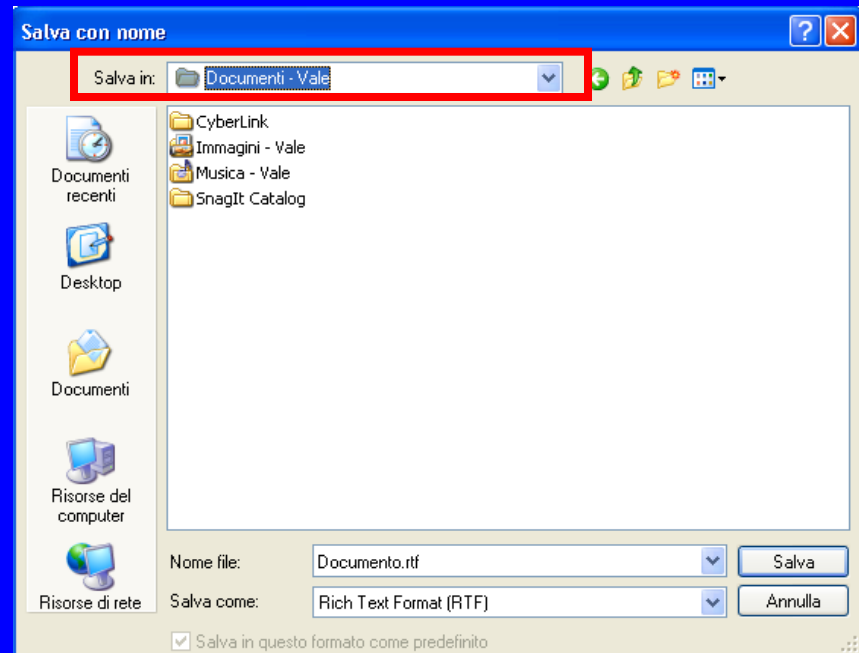 Salva con nome
Salva in:
Documenti - Vale
Documenti
recenti
Desktop
Documenti
Risorse del
computer
Risorse di rete
CyberLink
Immagini - Vale
Musica - Vale
SnagIt Catalog
Nome file:
Documento.rtf
Salva
Salva come:
Rich Text Format (RTF)
Annulla
Salva in questo formato come predefinito